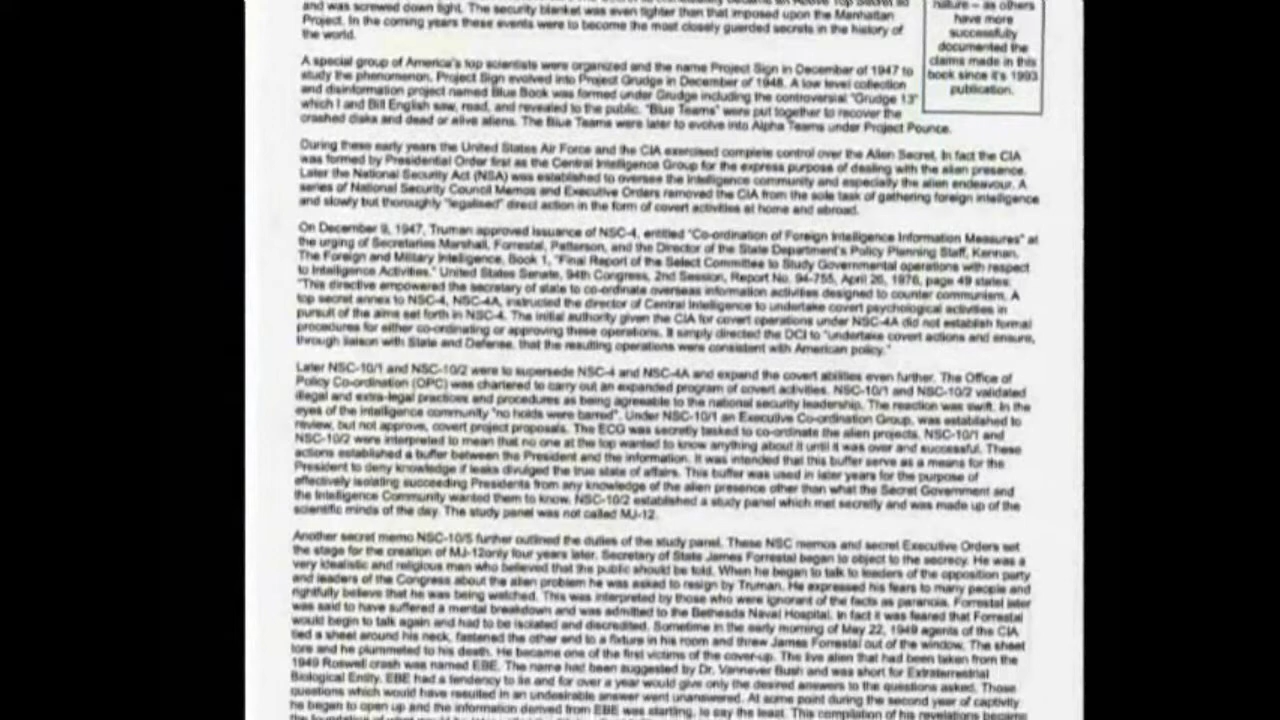 and was screwed down tight. The security blanket was even tighter than that imposed upon the Manhattan
Project. In the coming years these events were to become the most closely guarded secrets in the history of
the world.
A special group of America's top scientists were organized and the name Project Sign in December of 1947 to
study the phenomenon. Project Sign evolved into Project Grudge in December of 1948. A low level collection
and disinformation project named Blue Book was formed under Grudge including the controversial "Grudge 13"
which I and Bill English saw, read, and revealed to the public. "Blue Teams" were put together to recover the
crashed disks and dead or alive aliens. The Blue Teams were later to evolve into Alpha Teams under Project Pounce.
nature – as others
have more
successfully
documented the
claims made in this
book since it's 1993
publication.
During these early years the United States Air Force and the CIA exercised complete control over the Alien Secret. In fact the CIA
was formed by Presidential Order first as the Central Intelligence Group for the express purpose of dealing with the alien presence.
Later the National Security Act (NSA) was established to oversee the intelligence community and especially the alien endeavour. A
series of National Security Council Memos and Executive Orders removed the CIA from the sole task of gathering foreign intelligence
and slowly but thoroughly "legalised" direct action in the form of covert activities at home and abroad.
On December 9, 1947, Truman approved issuance of NSC-4, entitled "Co-ordination of Foreign Intelligence Information Measures" at
the urging of Secretaries Marshall, Forrestal, Patterson, and the Director of the State Department's Policy Planning Staff, Kennan.
The Foreign and Military Intelligence, Book 1, "Final Report of the Select Committee to Study Governmental operations with respect
to Intelligence Activities." United States Senate, 94th Congress, 2nd Session, Report No. 94-755, April 26, 1976, page 49 states:
"This directive empowered the secretary of state to co-ordinate overseas information activities designed to counter communism. A
top secret annex to NSC-4, NSC-4A, instructed the director of Central Intelligence to undertake covert psychological activities in
pursuit of the aims set forth in NSC-4. The initial authority given the CIA for covert operations under NSC-4A did not establish formal
procedures for either co-ordinating or approving these operations. It simply directed the DCI to "undertake covert actions and ensure,
through liaison with State and Defense, that the resulting operations were consistent with American policy."
Later NSC-10/1 and NSC-10/2 were to supersede NSC-4 and NSC-4A and expand the covert abilities even further. The Office of
Policy Co-ordination (OPC) was chartered to carry out an expanded program of covert activities. NSC-10/1 and NSC-10/2 validated
illegal and extra-legal practices and procedures as being agreeable to the national security leadership. The reaction was swift. In the
eyes of the intelligence community "no holds were barred". Under NSC-10/1 an Executive Co-ordination Group, was established to
review, but not approve, covert project proposals. The ECG was secretly tasked to co-ordinate the alien projects. NSC-10/1 and
NSC-10/2 were interpreted to mean that no one at the top wanted to know anything about it until it was over and successful. These
actions established a buffer between the President and the information. It was intended that this buffer serve as a means for the
President to deny knowledge if leaks divulged the true state of affairs. This buffer was used in later years for the purpose of
effectively isolating succeeding Presidents from any knowledge of the alien presence other than what the Secret Government and
the Intelligence Community wanted them to know. NSC-10/2 established a study panel which met secretly and was made up of the
scientific minds of the day. The study panel was not called MJ-12.
Another secret memo NSC-10/5 further outlined the duties of the study panel. These NSC memos and secret Executive Orders set
the stage for the creation of MJ-12only four years later. Secretary of State James Forrestal began to object to the secrecy. He was a
very idealistic and religious man who believed that the public should be told. When he began to talk to leaders of the opposition party
and leaders of the Congress about the alien problem he was asked to resign by Truman. He expressed his fears to many people and
rightfully believe that he was being watched. This was interpreted by those who were ignorant of the facts as paranoia. Forrestal later
was said to have suffered a mental breakdown and was admitted to the Bethesda Naval Hospital. In fact it was feared that Forrestal
would begin to talk again and had to be isolated and discredited. Sometime in the early morning of May 22, 1949 agents of the CIA
tied a sheet around his neck, fastened the other end to a fixture in his room and threw James Forrestal out of the window. The sheet
tore and he plummeted to his death. He became one of the first victims of the cover-up. The live alien that had been taken from the
1949 Roswell crash was named EBE. The name had been suggested by Dr. Vannever Bush and was short for Extraterrestrial
Biological Entity. EBE had a tendency to lie and for over a year would give only the desired answers to the questions asked. Those
questions which would have resulted in an undesirable answer went unanswered. At some point during the second year of captivity
he began to open up and the information derived from EBE was startling, to say the least. This compilation of his revelations became